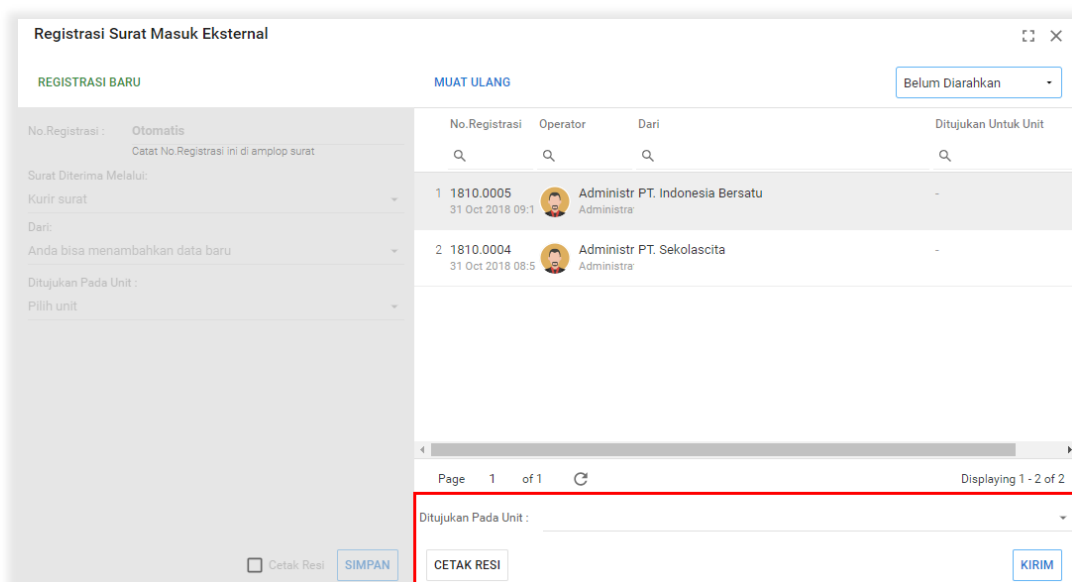 Registrasi Surat Masuk Eksternal
REGISTRASI BARU
MUAT ULANG
Belum Diarahkan
No.Registrasi : Otomatis
Catat No.Registrasi ini di amplop surat
Surat Diterima Melalui:
Kurir surat
Dari:
Anda bisa menambahkan data baru
Ditujukan Pada Unit :
Pilih unit
Cetak Resi SIMPAN
No.Registrasi Operator Dari Ditujukan Untuk Unit
1 1810.0005 Administr PT. Indonesia Bersatu -
31 Oct 2018 09:1 Administra
2 1810.0004 Administr PT. Sekolascita -
31 Oct 2018 08:5 Administra
Page 1 of 1 Displaying 1 - 2 of 2
Ditujukan Pada Unit :
CETAK RESI KIRIM